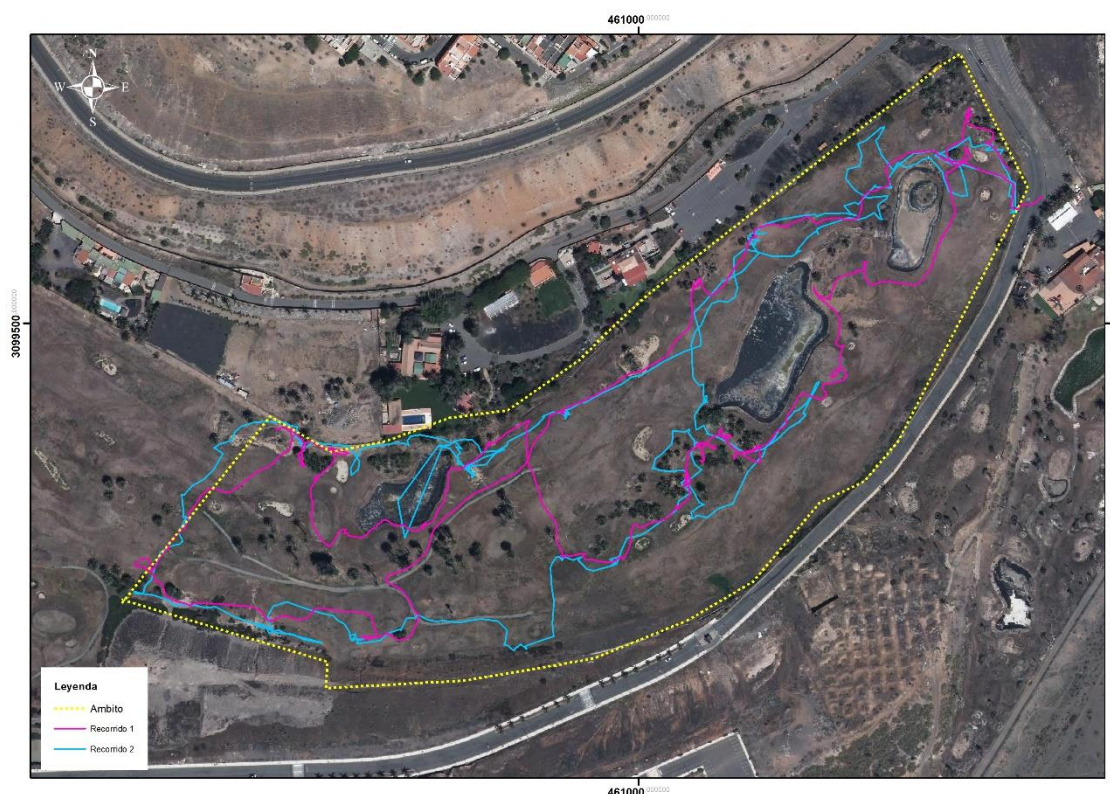 461000,000000
N
W E
S
3099500,000000
Leyenda
Ambito
Recorrido 1
Recorrido 2
461000,000000